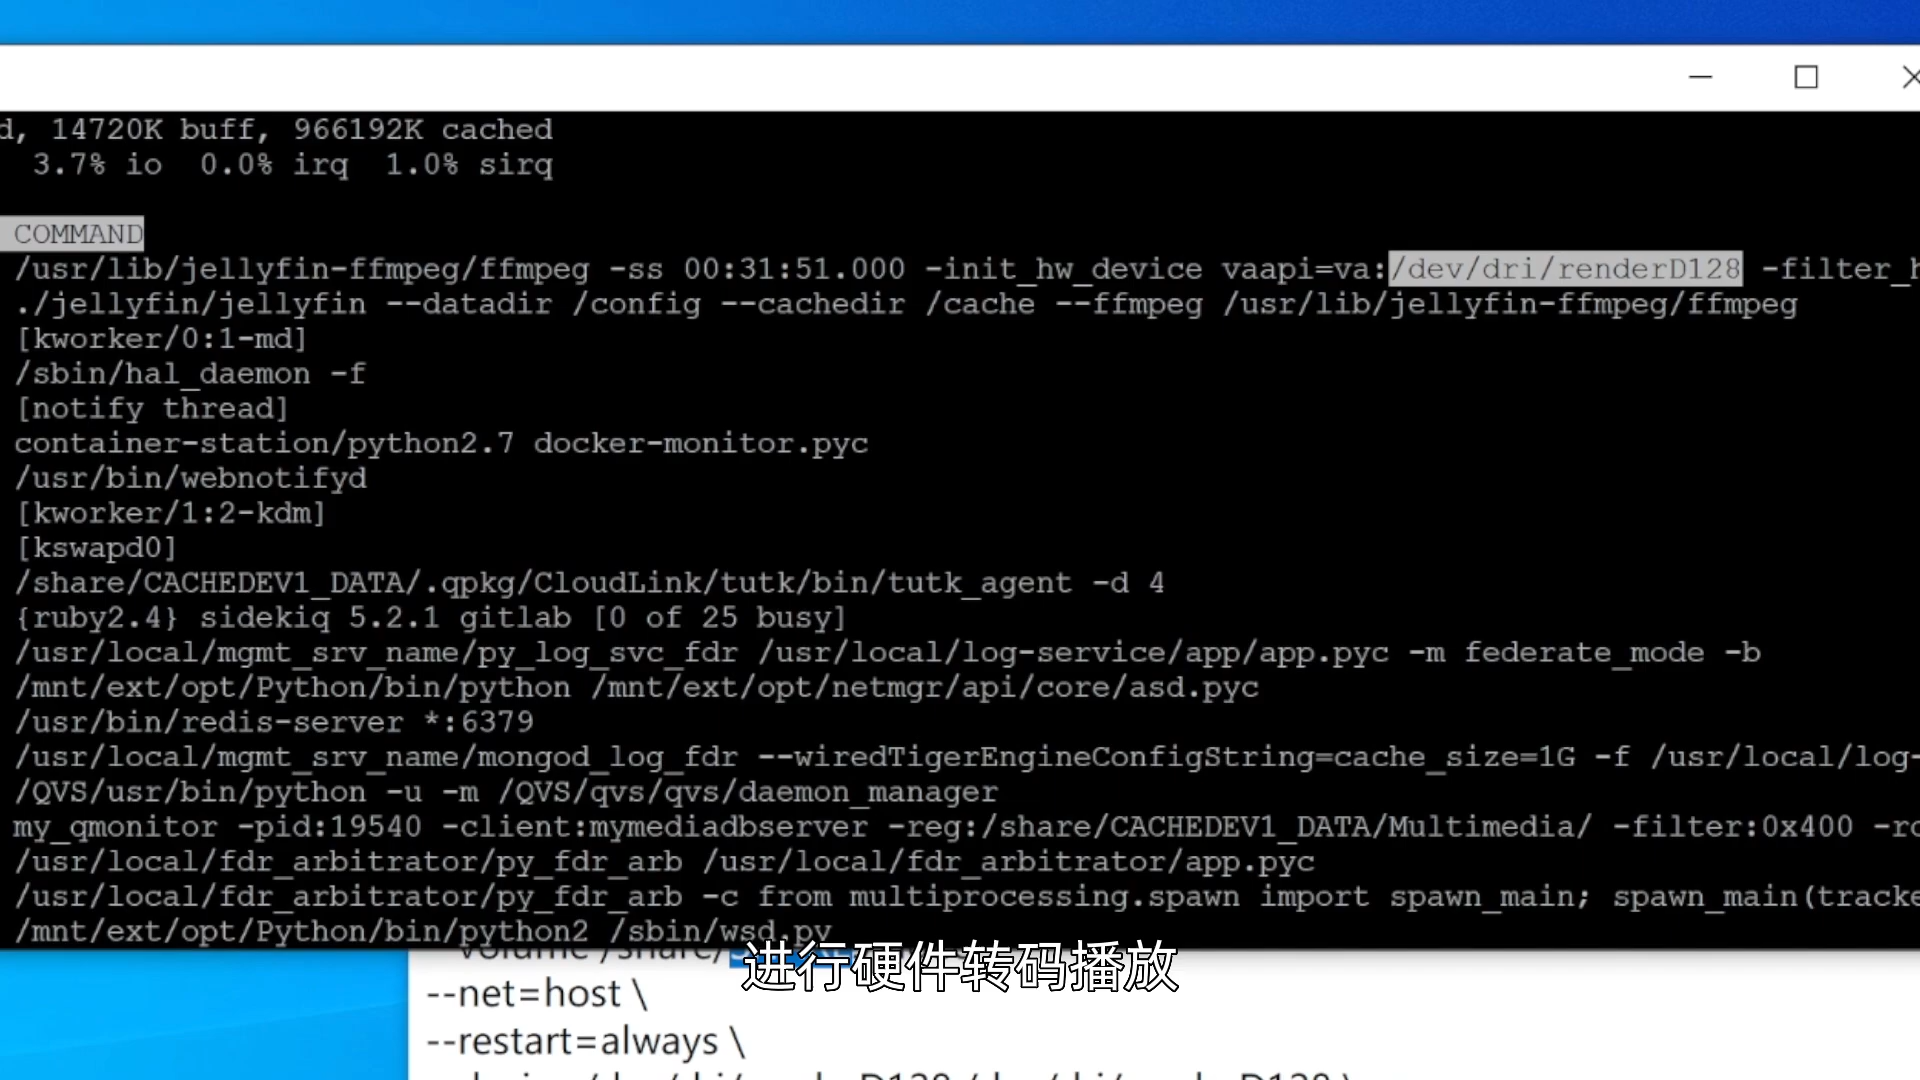 d, 14720K buff, 966192K cached
3.7% io 0.0% irq 1.0% sirq
COMMAND
/usr/lib/jellyfin-ffmpeg/ffmpeg -ss 00:31:51.000 -init_hw_device vaapi=va:/dev/dri/renderD128 -filter_h
./jellyfin/jellyfin --datadir /config --cachedir /cache --ffmpeg /usr/lib/jellyfin-ffmpeg/ffmpeg
[kworker/0:1-md]
/sbin/hal_daemon -f
[notify thread]
container-station/python2.7 docker-monitor.pyc
/usr/bin/webnotifyd
[kworker/1:2-kdm]
[kswapd0]
/share/CACHEDEV1_DATA/.qpkg/CloudLink/tutk/bin/tutk_agent -d 4
{ruby2.4} sidekiq 5.2.1 gitlab [0 of 25 busy]
/usr/local/mgmt_srv_name/py_log_svc_fdr /usr/local/log-service/app/app.pyc -m federate_mode -b
/mnt/ext/opt/Python/bin/python /mnt/ext/opt/netmgr/api/core/asd.pyc
/usr/bin/redis-server *:6379
/usr/local/mgmt_srv_name/mongod_log_fdr --wiredTigerEngineConfigString=cache_size=1G -f /usr/local/log-
/QVS/usr/bin/python -u -m /QVS/qvs/qvs/daemon_manager
my_qmonitor -pid:19540 -client:mymediadbserver -reg:/share/CACHEDEV1_DATA/Multimedia/ -filter:0x400 -ro
/usr/local/fdr_arbitrator/py_fdr_arb /usr/local/fdr_arbitrator/app.pyc
/usr/local/fdr_arbitrator/py_fdr_arb -c from multiprocessing.spawn import spawn_main; spawn_main(tracke
/mnt/ext/opt/Python/bin/python2 /sbin/wsd.py
volume /share/
进行硬件转码播放
--net=host \
--restart=always \